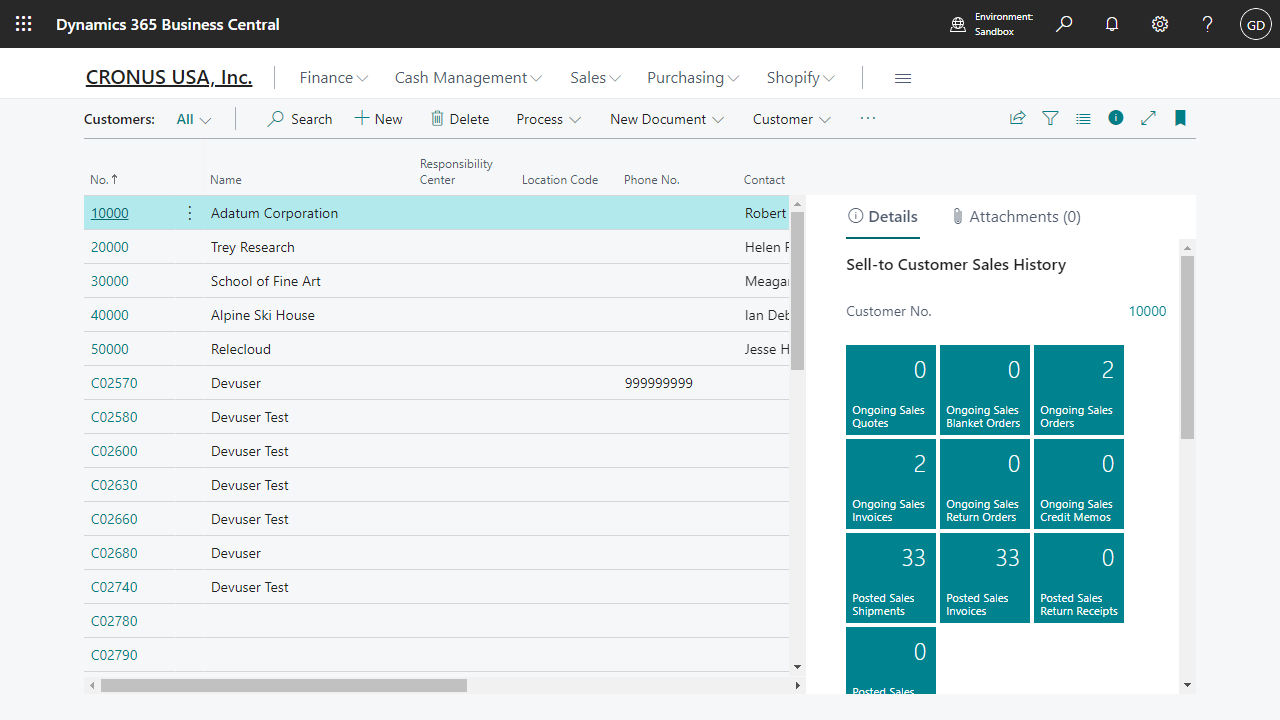 Dynamics 365 Business Central
Environment:
Sandbox
GD
CRONUS USA, Inc.
Finance
Cash Management
Sales
Purchasing
Shopify
Customers:
All
Search
New
Delete
Process
New Document
Customer
No.↑
Name
Responsibility
Center
Location Code
Phone No.
Contact
10000
Adatum Corporation
Robert
20000
Trey Research
Helen
30000
School of Fine Art
40000
Alpine Ski House
Ian
50000
Relecloud
Jesse H
C02570
Devuser
999999999
C02580
Devuser Test
C02600
Devuser Test
C02630
Devuser Test
C02660
Devuser Test
C02680
Devuser
C02740
Devuser Test
C02780
C02790
Details
Attachments (0)
Sell-to Customer Sales History
Customer No.
10000
0
Ongoing Sales
Quotes
0
Ongoing Sales
Blanket Orders
2
Ongoing Sales
Orders
2
Ongoing Sales
Invoices
0
Ongoing Sales
Return Orders
0
Ongoing Sales
Credit Memos
33
Posted Sales
Shipments
33
Posted Sales
Invoices
0
Posted Sales
Return Receipts
0
Posted Sales